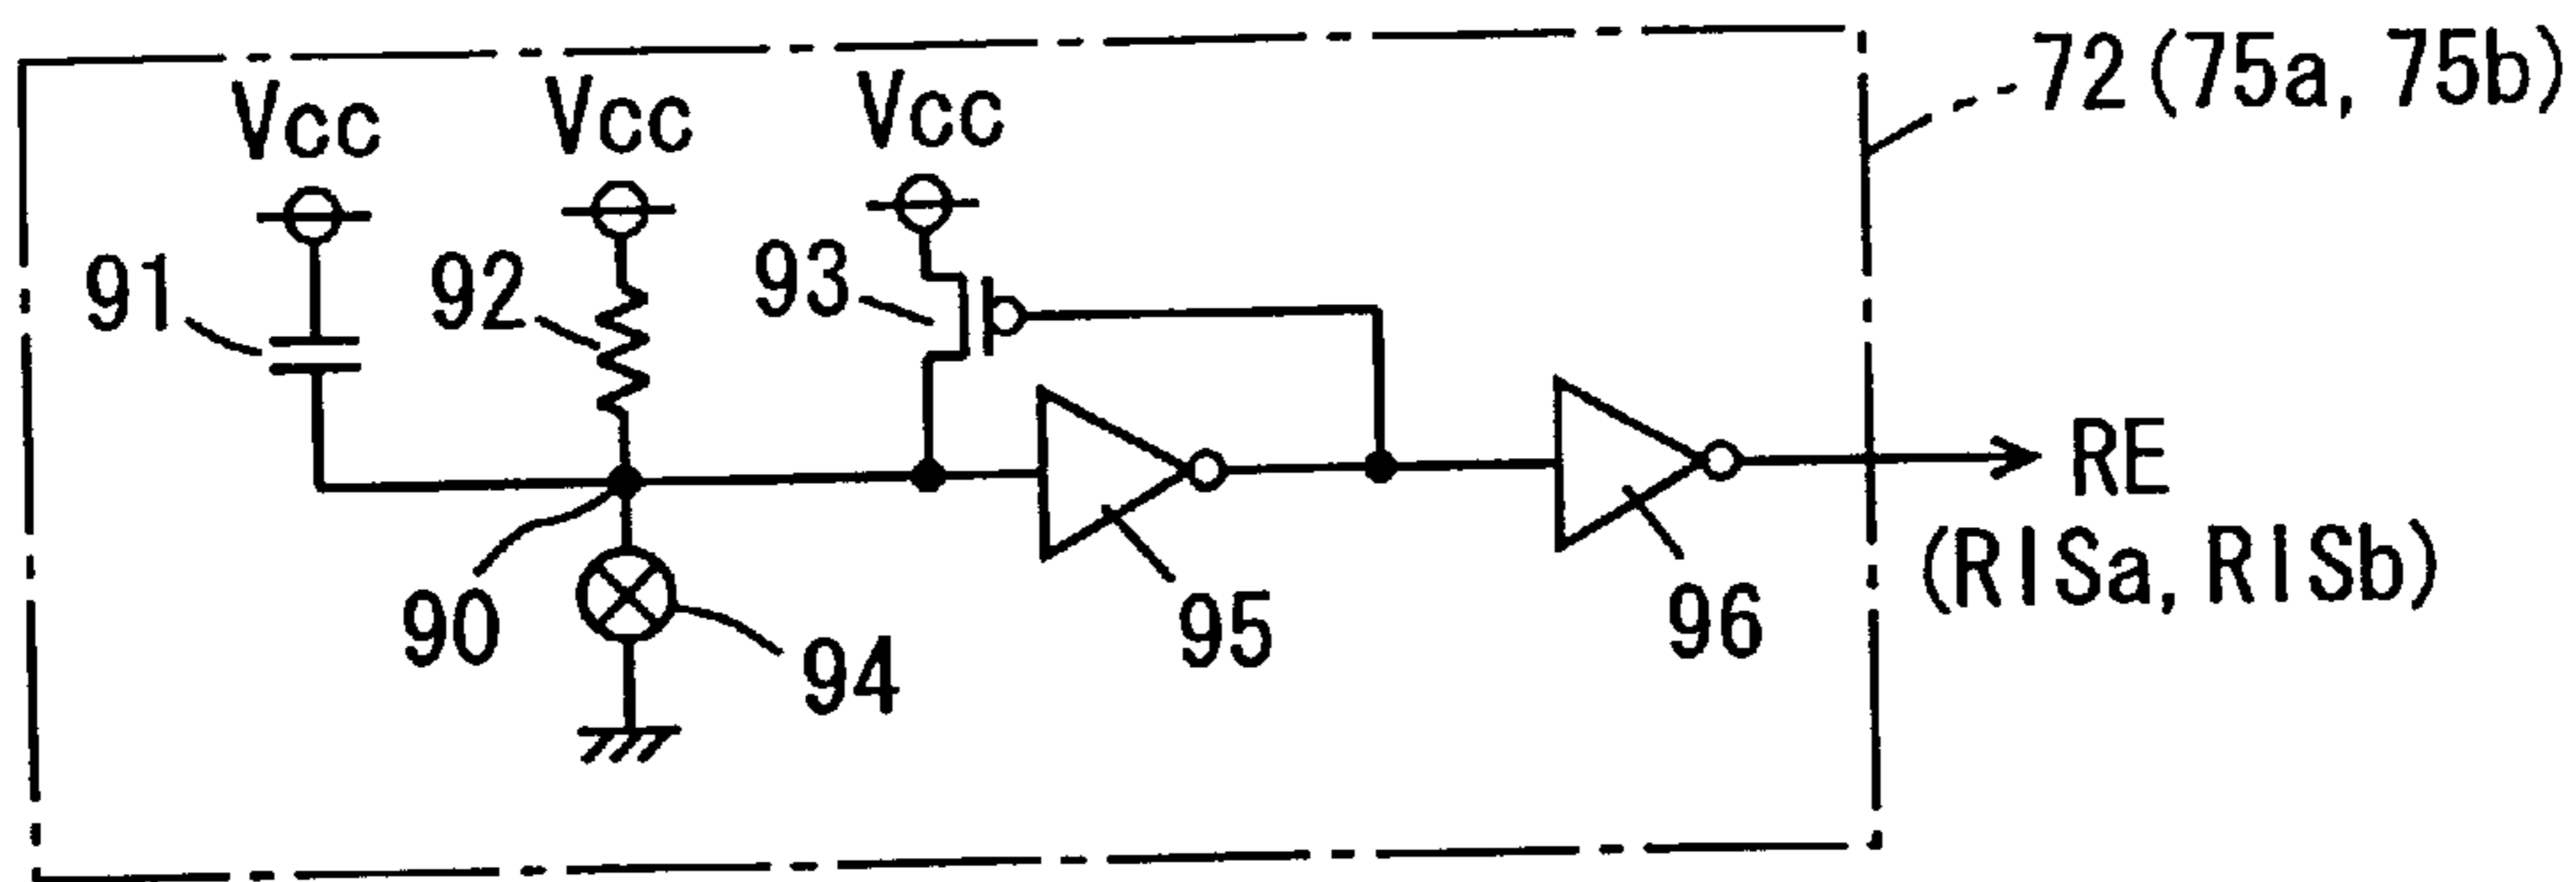 72(75a, 75b)
Vcc Vcc Vcc
91 92 93
RE
(RISa, RISb)
90 94 95 96